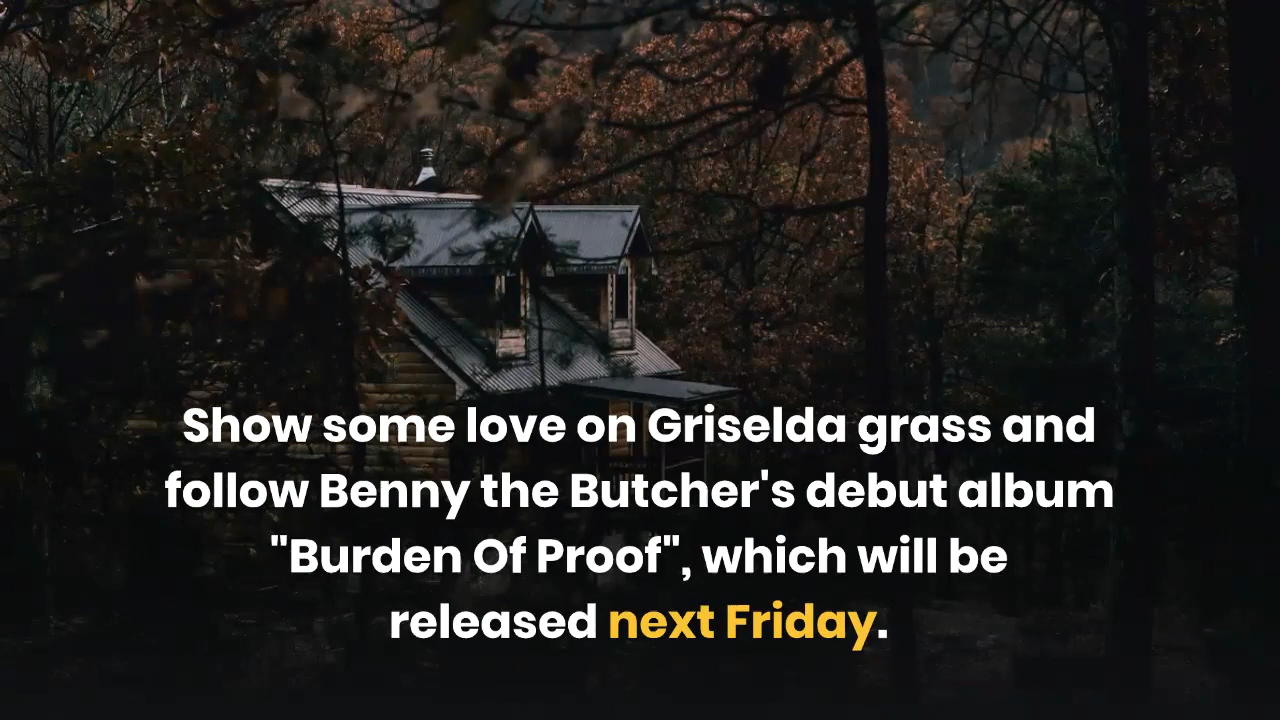 Show some love on Griselda grass and
follow Benny the Butcher's debut album
"Burden Of Proof", which will be
released next Friday.